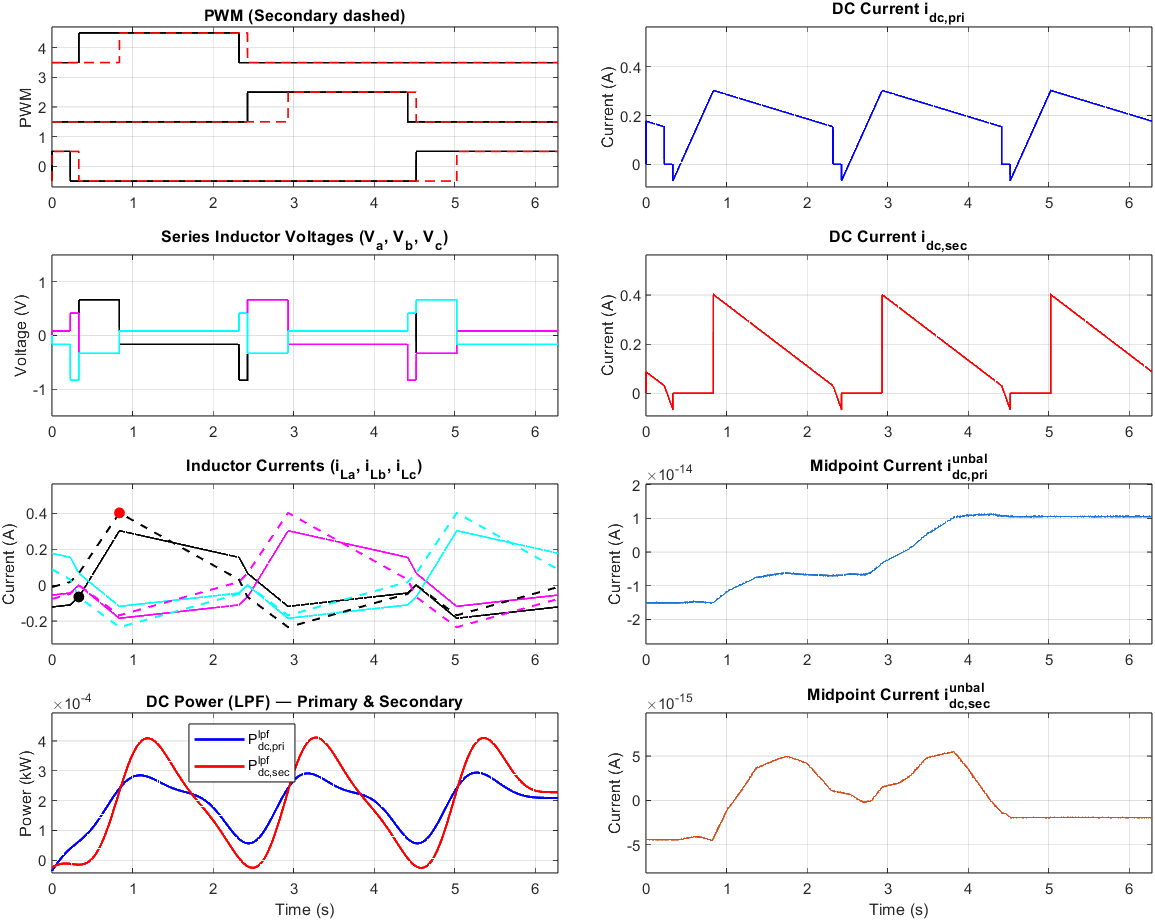 PWM (Secondary dashed)
PWM
4
3
2
1
0
0 1 2 3 4 5 6
DC Current i_dc,pri
Current (A)
0.4
0.2
0
0 1 2 3 4 5 6
Series Inductor Voltages (V_a, V_b, V_c)
Voltage (V)
1
0
-1
0 1 2 3 4 5 6
DC Current i_dc,sec
Current (A)
0.4
0.2
0
0 1 2 3 4 5 6
Inductor Currents (i_La, i_Lb, i_Lc)
Current (A)
0.4
0.2
0
-0.2
0 1 2 3 4 5 6
Midpoint Current i^unbal_dc,pri
×10^-14
Current (A)
2
1
0
-1
-2
0 1 2 3 4 5 6
DC Power (LPF) — Primary & Secondary
×10^-4
Power (kW)
4
3
2
1
0
P^lpf_dc,pri
P^lpf_dc,sec
0 1 2 3 4 5 6
Time (s)
Midpoint Current i^unbal_dc,sec
×10^-15
Current (A)
5
0
-5
0 1 2 3 4 5 6
Time (s)